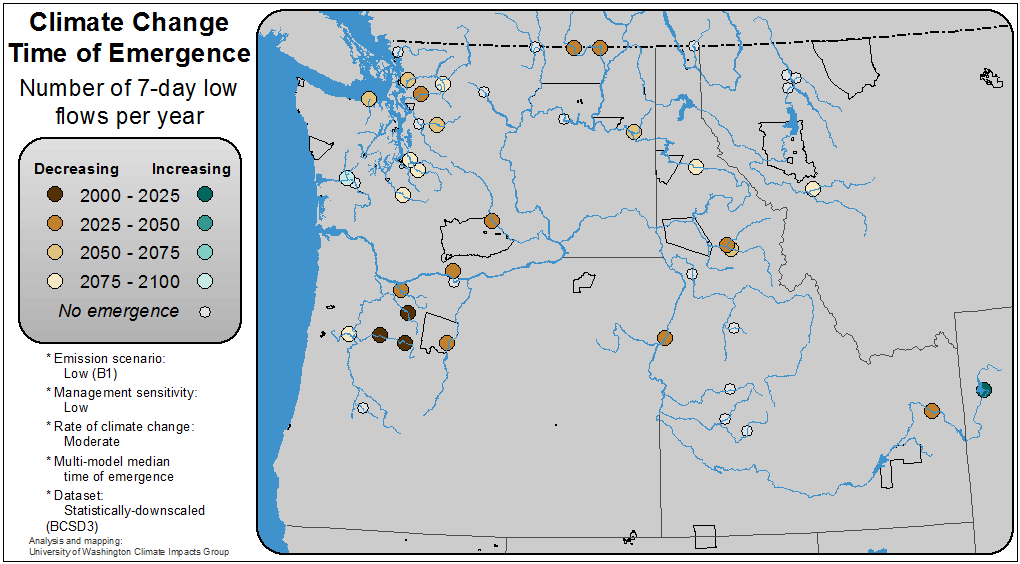 Climate Change
Time of Emergence
Number of 7-day low
flows per year
Decreasing Increasing
2000 - 2025
2025 - 2050
2050 - 2075
2075 - 2100
No emergence
* Emission scenario:
Low (B1)
* Management sensitivity:
Low
* Rate of climate change:
Moderate
* Multi-model median
time of emergence
* Dataset:
Statistically-downscaled
(BCSD3)
Analysis and mapping:
University of Washington Climate Impacts Group